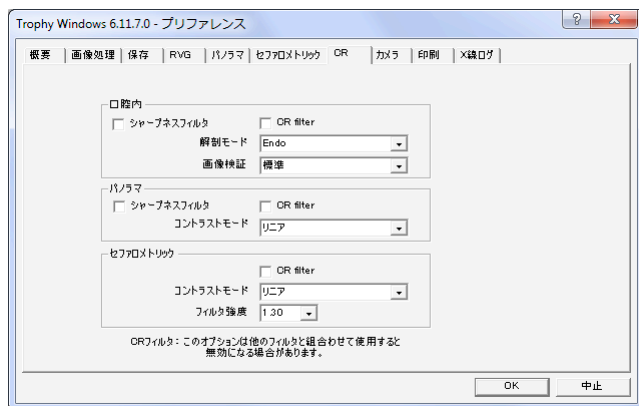 Trophy Windows 6.11.7.0 - プリファレンス
概要 画像処理 保存 RVG パノラマ セファロメトリック CR カメラ 印刷 X線ログ
口腔内
シャープネスフィルタ CR filter
解剖モード Endo
画像検証 標準
パノラマ
シャープネスフィルタ CR filter
コントラストモード リニア
セファロメトリック
CR filter
コントラストモード リニア
フィルタ強度 1.30
CRフィルタ：このオプションは他のフィルタと組合わせて使用すると
無効になる場合があります。
OK 中止